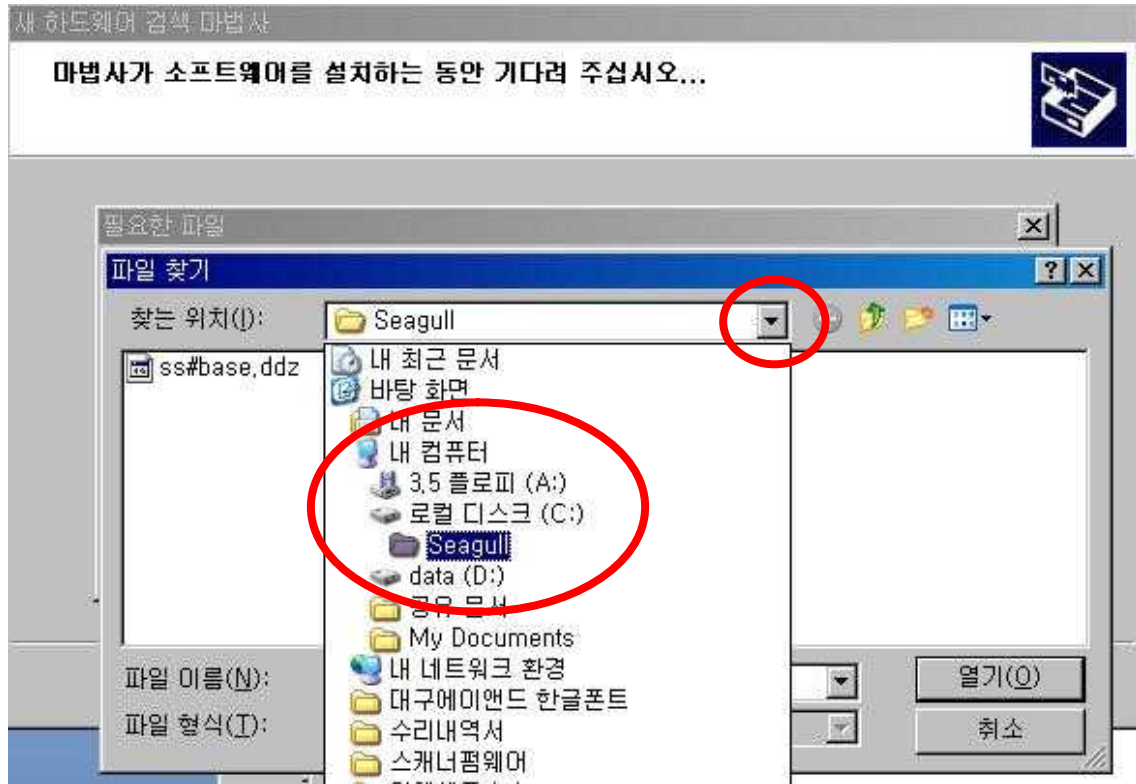 새 하드웨어 검색 마법사
마법사가 소프트웨어를 설치하는 동안 기다려 주십시오...
필요한 파일
파일 찾기
찾는 위치(I):
Seagull
ss#base,ddz
내 최근 문서
바탕 화면
내 문서
내 컴퓨터
3,5 플로피 (A:)
로컬 디스크 (C:)
Seagull
data (D:)
공유 문서
My Documents
내 네트워크 환경
대구에이앤드 한글폰트
수리내역서
스캐너펌웨어
파일 이름(N):
열기(O)
파일 형식(T):
취소